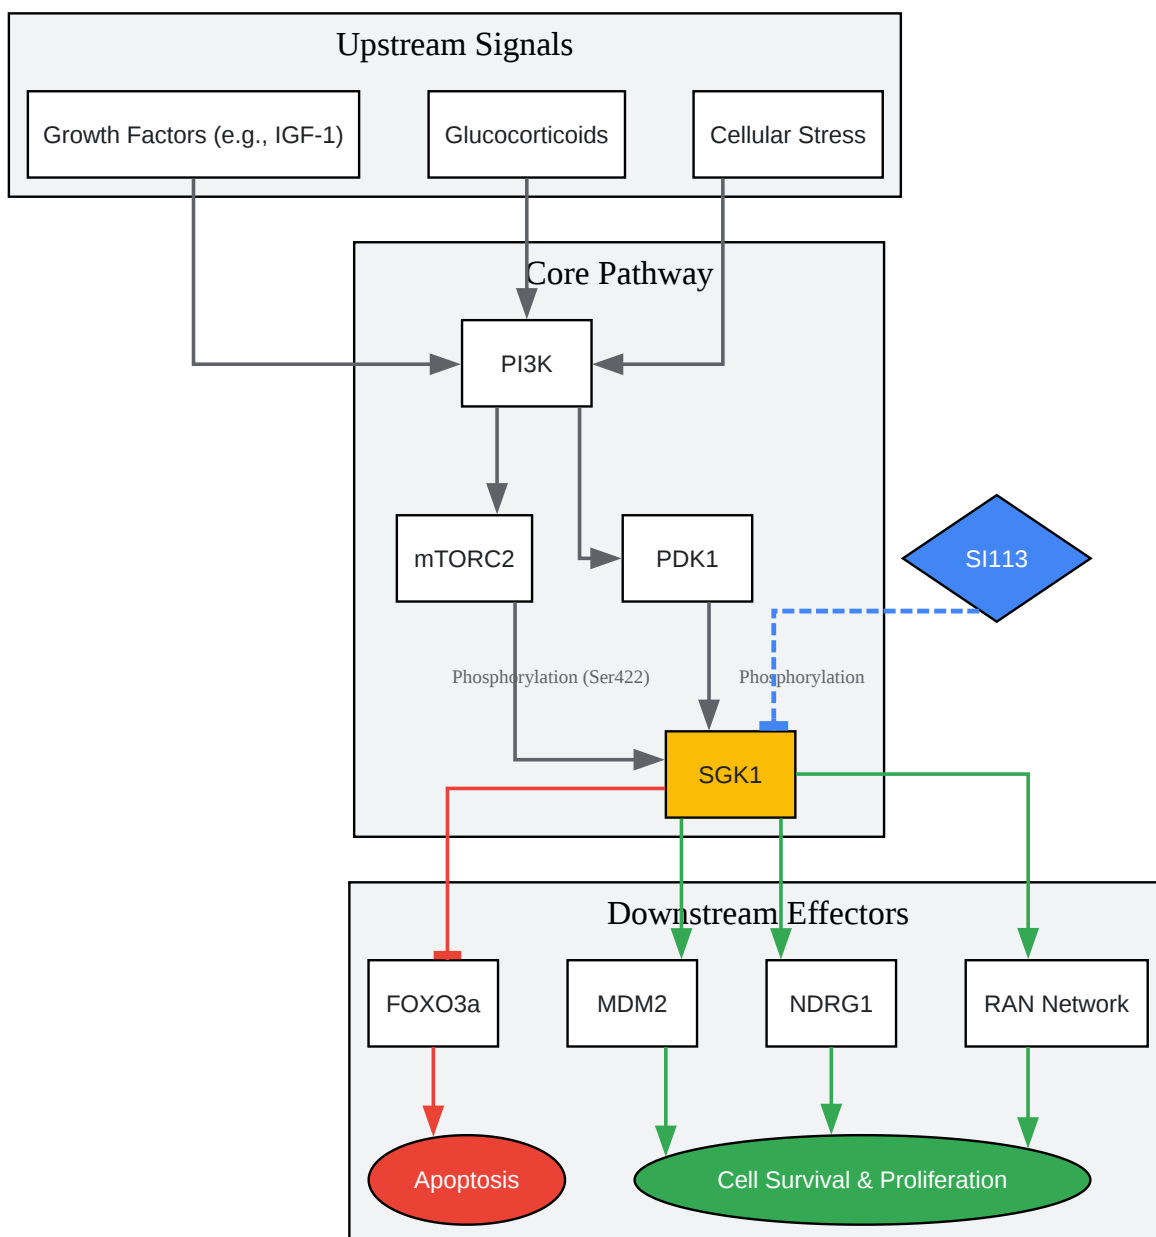 Upstream Signals
Growth Factors (e.g., IGF-1)
Glucocorticoids
Cellular Stress
Core Pathway
PI3K
mTORC2
PDK1
SI113
Phosphorylation (Ser422)
Phosphorylation
SGK1
Downstream Effectors
FOXO3a
MDM2
NDRG1
RAN Network
Apoptosis
Cell Survival & Proliferation